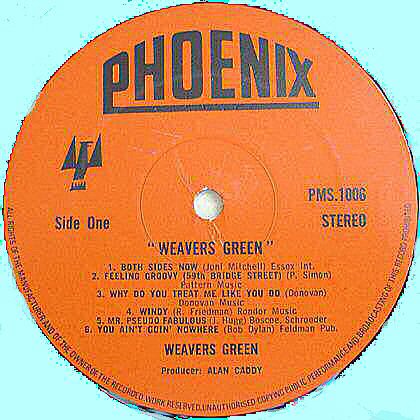 PHOENIX
PMS.1006
Side One
STEREO
"WEAVERS GREEN"
1. BOTH SIDES NOW (Joni Mitchell) Essex Int.
2. FEELING GROOVY (59th BRIDGE STREET) (P. Simon)
Pattern Music
3. WHY DO YOU TREAT ME LIKE YOU DO (Donovan)
Donovan Music
4. WINDY (R. Friedman) Rondor Music
5. MR. PSEUDO FABULOUS (J. Hugg) Boscoe, Schroeder
6. YOU AIN'T GOIN' NOWHERE (Bob Dylan) Feldman Pub.
WEAVERS GREEN
Producer: ALAN CADDY
ALL RIGHTS OF THE MANUFACTURER AND OF THE OWNER OF THE RECORDED WORK RESERVED. UNAUTHORISED COPYING PUBLIC PERFORMANCE AND BROADCASTING OF THIS RECORD PROHIBITED.